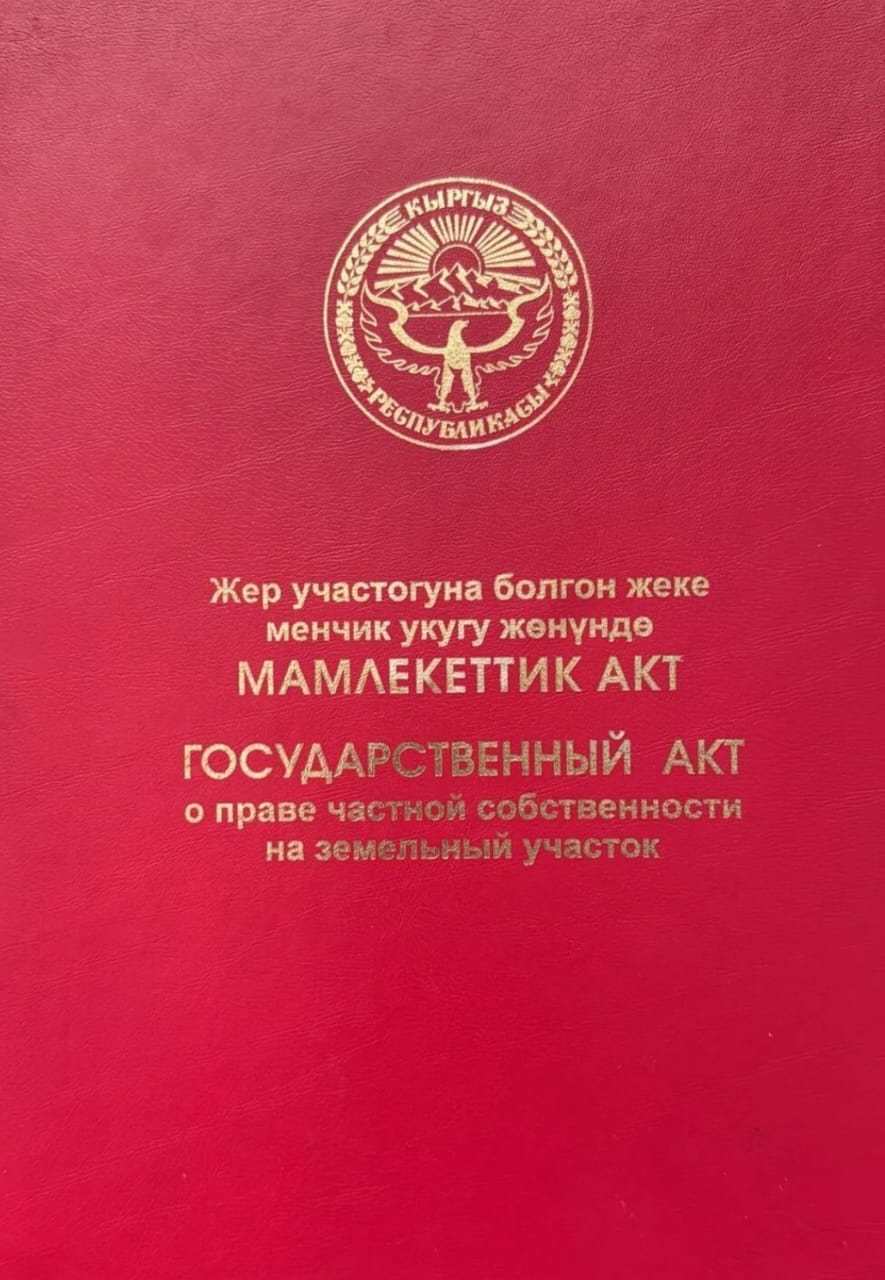 КЫРГЫЗ
РЕСПУБЛИКАСЫ
Жер участогуна болгон жеке
менчик укугу жөнүндө
МАМЛЕКЕТТИК АКТ
ГОСУДАРСТВЕННЫЙ АКТ
о праве частной собственности
на земельный участок